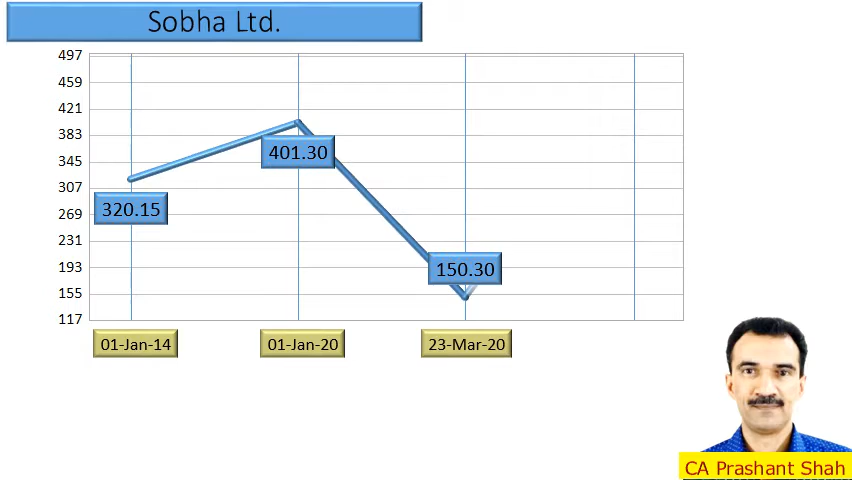 Sobha Ltd.
497
459
421
383
345
307
269
231
193
155
117
320.15
401.30
150.30
01-Jan-14
01-Jan-20
23-Mar-20
CA Prashant Shah